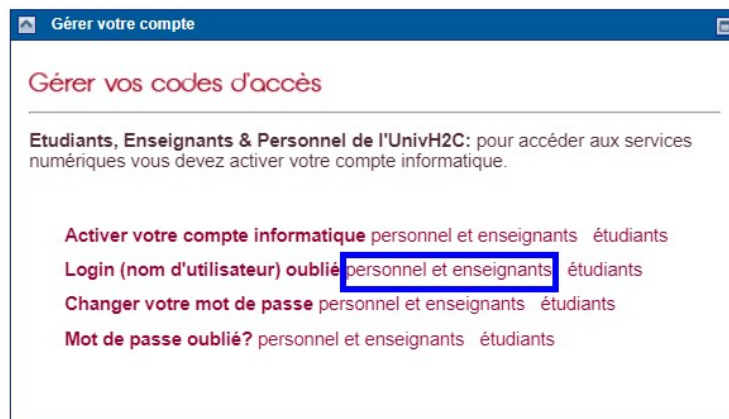 Gérer votre compte
Gérer vos codes d'accès
Etudiants, Enseignants & Personnel de l'UnivH2C: pour accéder aux services
numériques vous devez activer votre compte informatique.
Activer votre compte informatique personnel et enseignants étudiants
Login (nom d'utilisateur) oublié personnel et enseignants étudiants
Changer votre mot de passe personnel et enseignants étudiants
Mot de passe oublié? personnel et enseignants étudiants